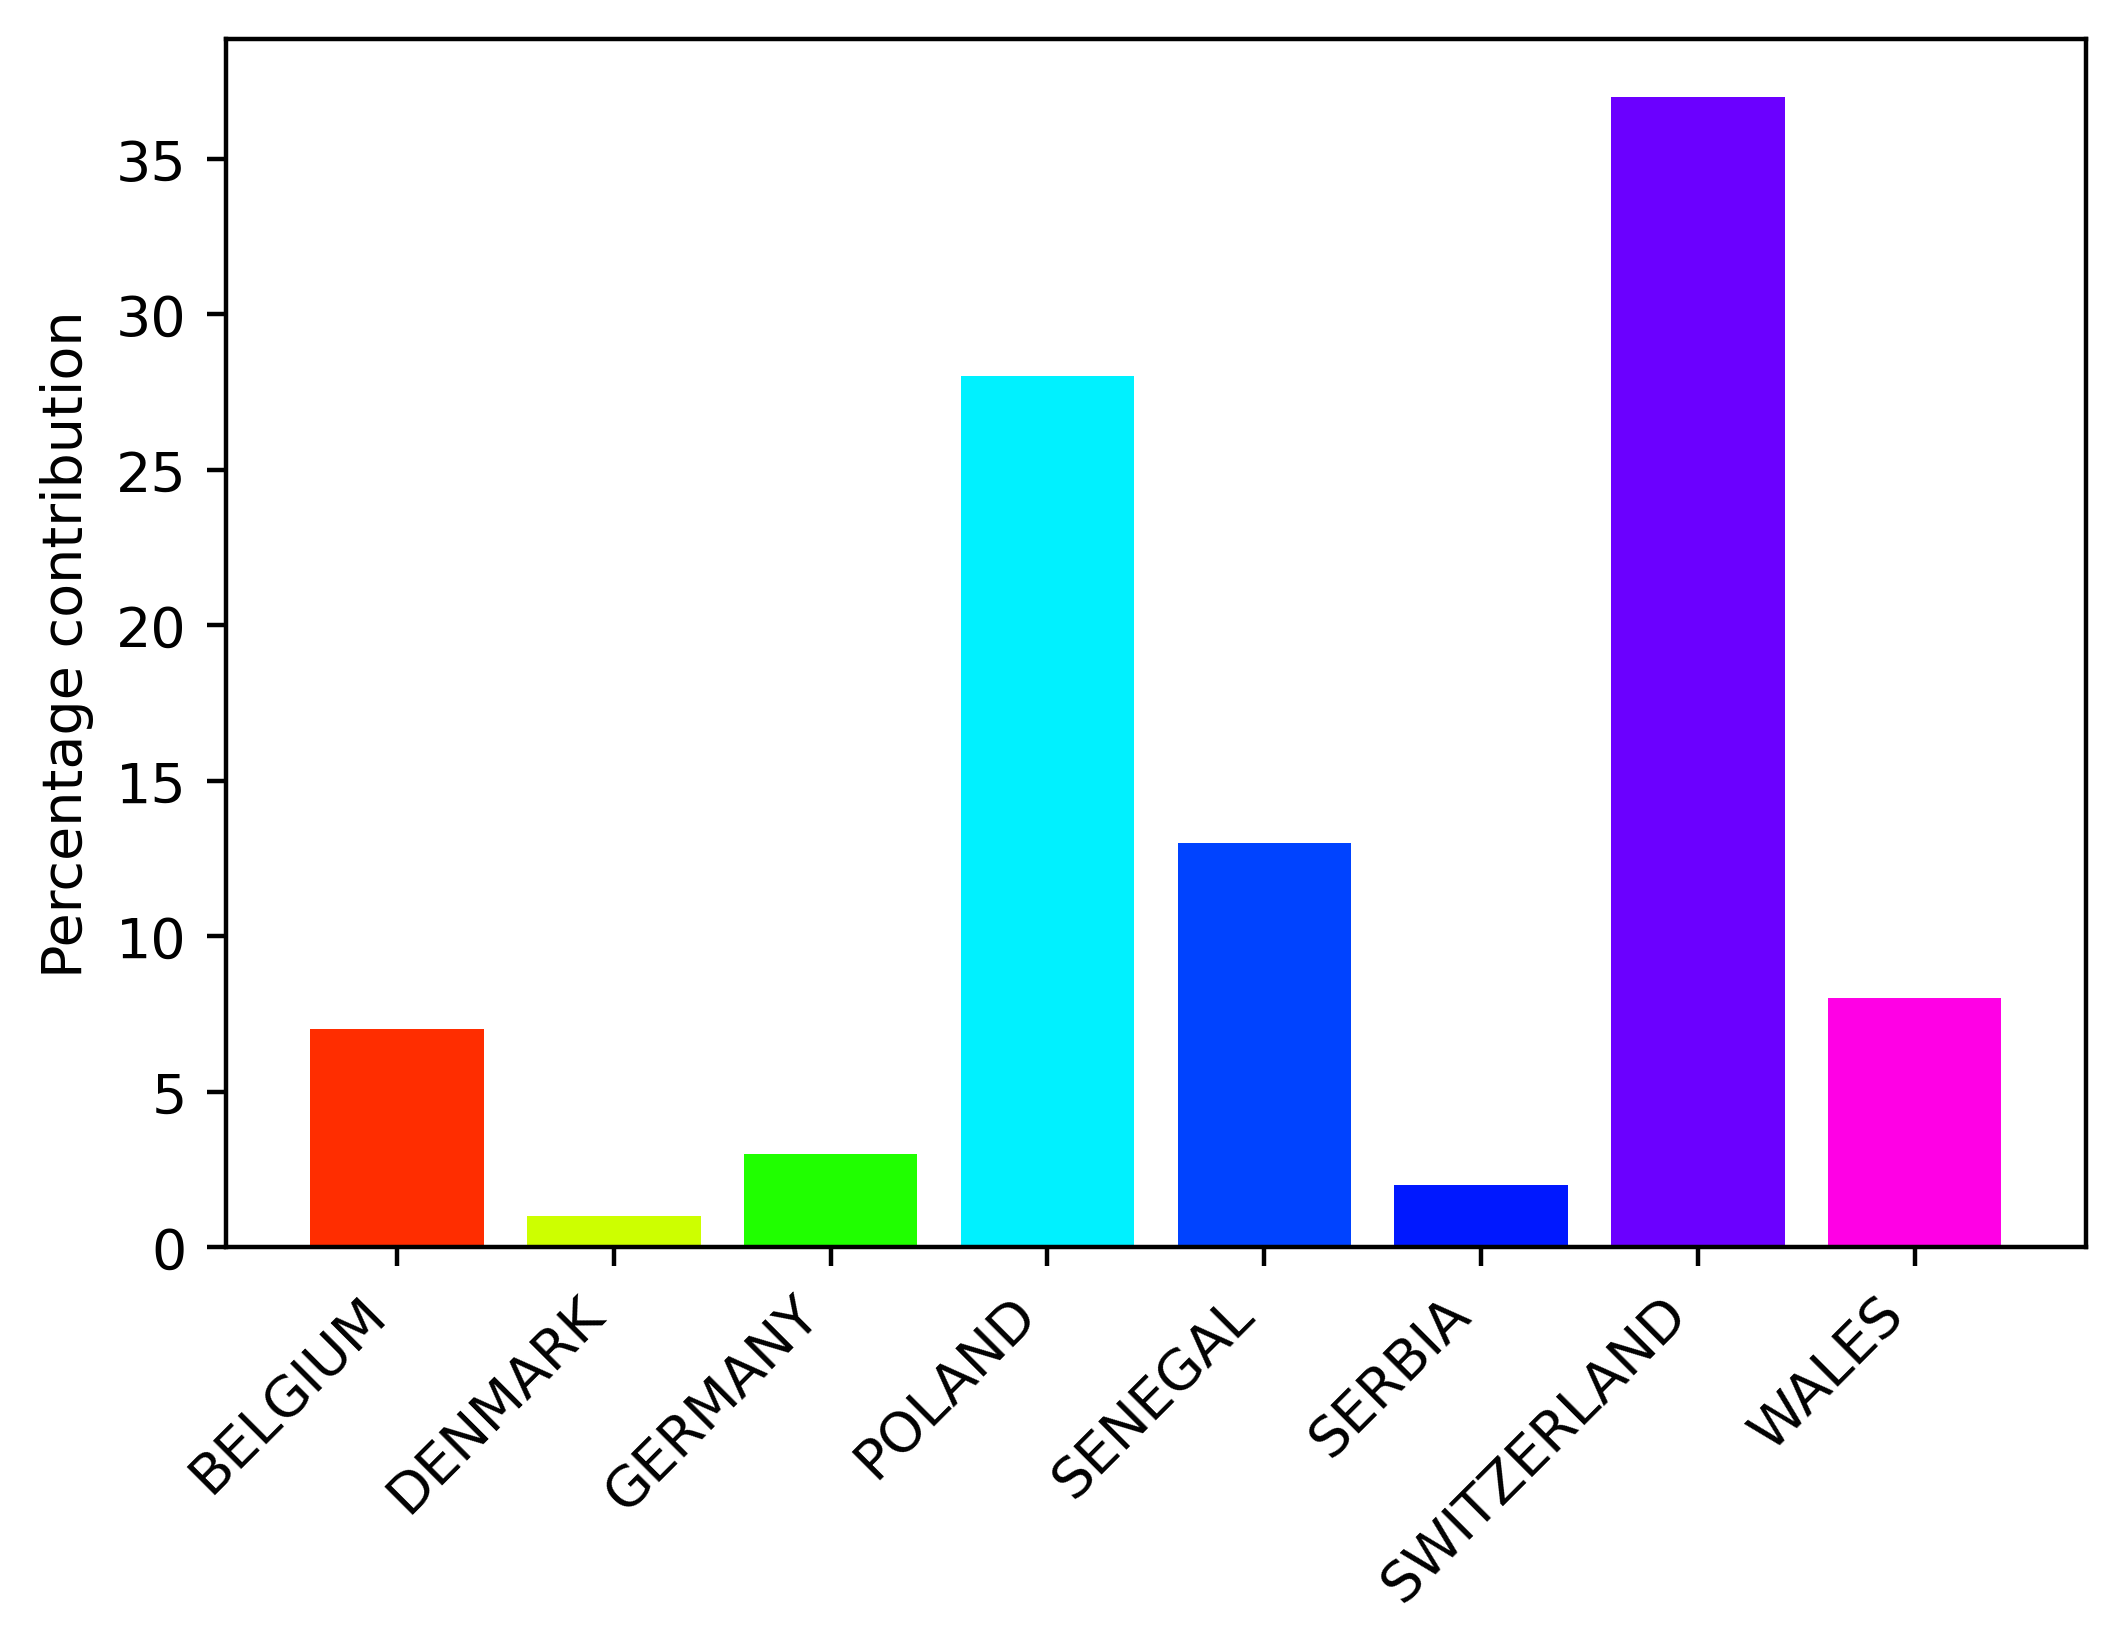 Percentage contribution
35
30
25
20
15
10
5
0
BELGIUM
DENMARK
GERMANY
POLAND
SENEGAL
SERBIA
SWITZERLAND
WALES